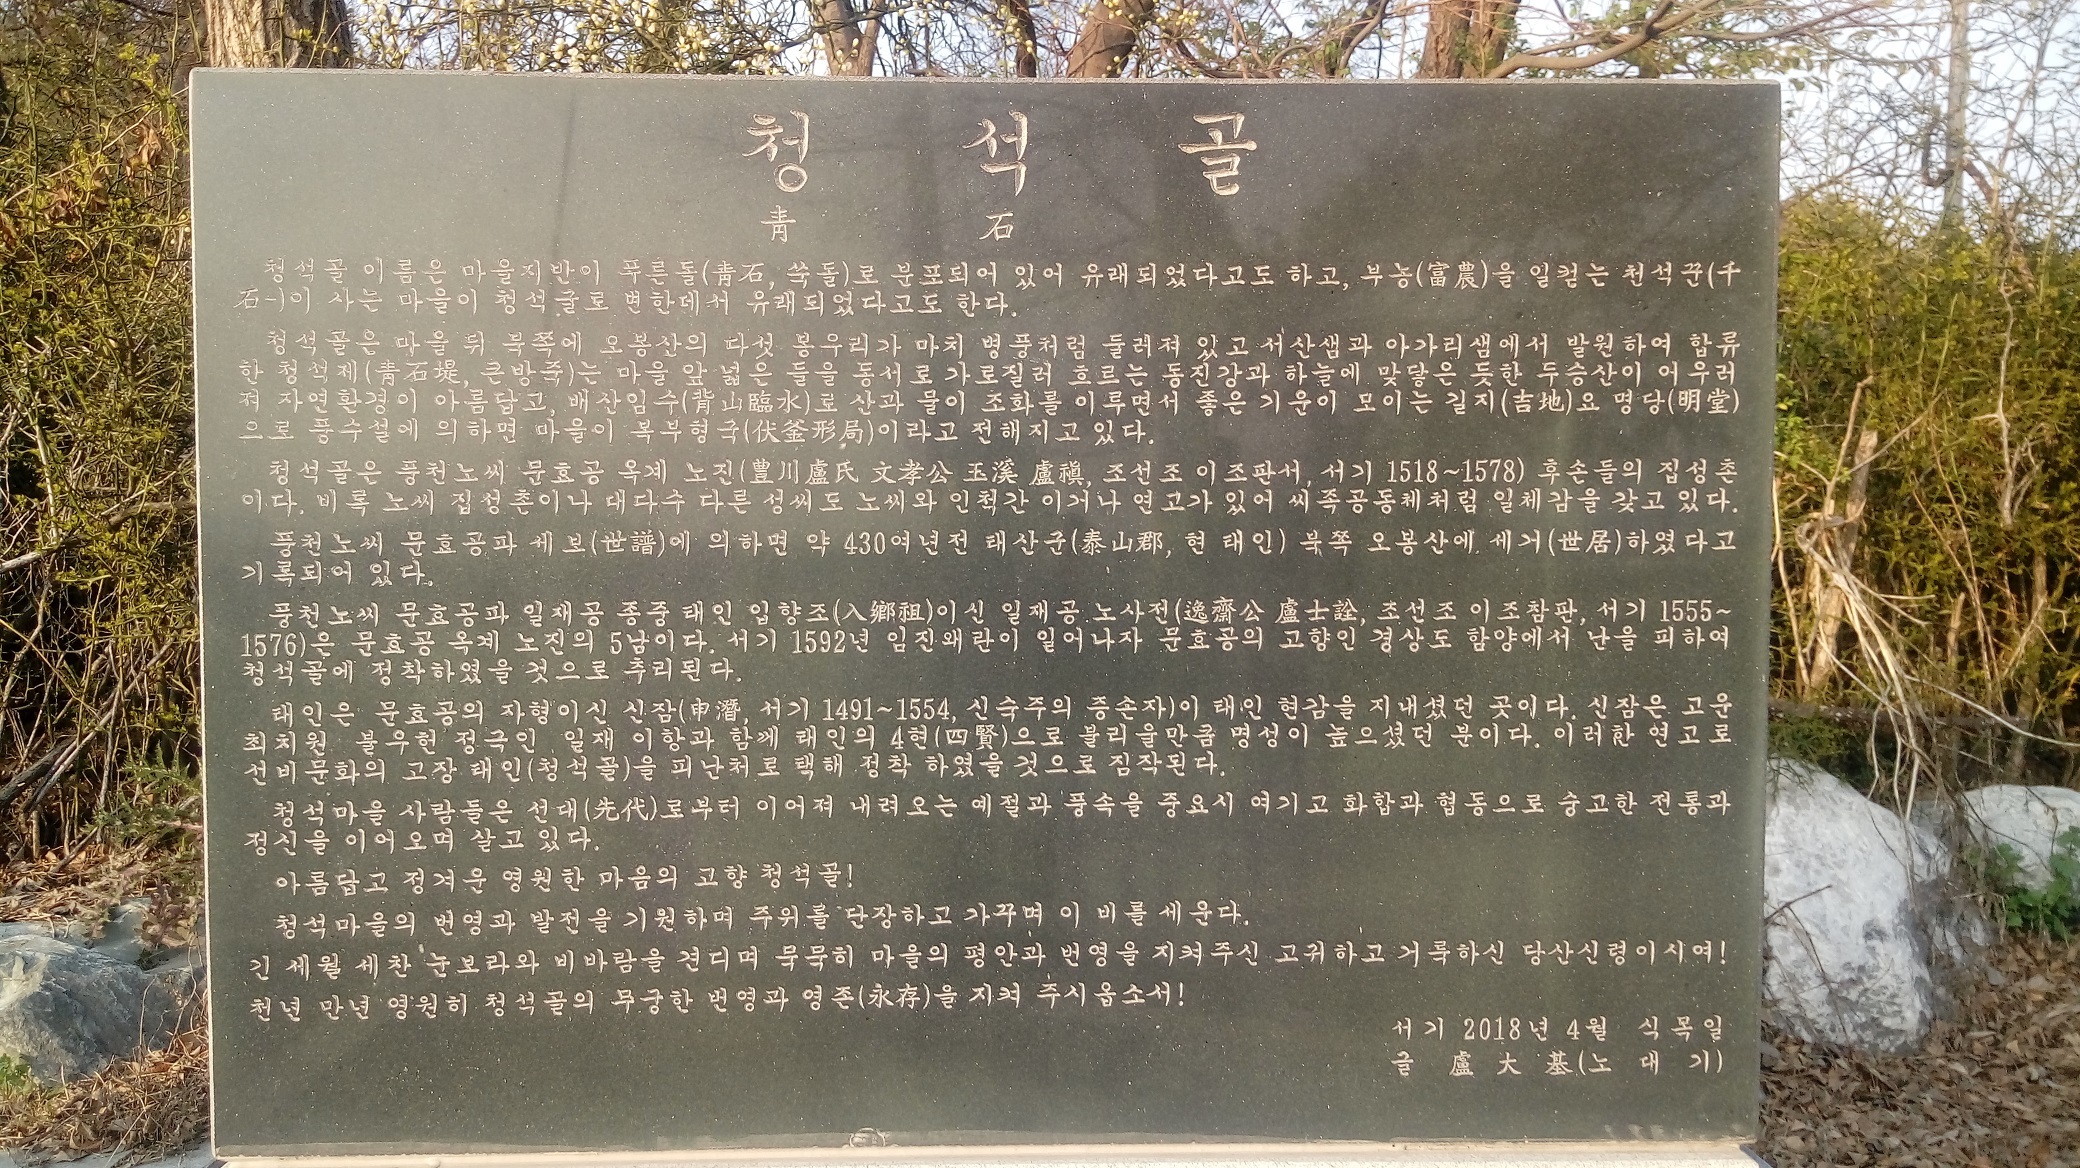 청 석 골
靑 石
청석골 이름은 마을지반이 푸른돌(靑石, 쑥돌)로 분포되어 있어 유래되었다고도 하고, 부농(富農)을 일컫는 천석꾼(千
石-)이 사는 마을이 청석굴로 변한데서 유래되었다고도 한다.
청석골은 마을 뒤 북쪽에 오봉산의 다섯 봉우리가 마치 병풍처럼 둘러져 있고 서산샘과 아가리샘에서 발원하여 합류
한 청석제(靑石堤, 큰방죽)는 마을 앞 넓은 들을 동서로 가로질러 흐르는 동진강과 하늘에 맞닿은 듯한 두승산이 어우러
져 자연환경이 아름답고, 배산임수(背山臨水)로 산과 물이 조화를 이루면서 좋은 기운이 모이는 길지(吉地)요 명당(明堂)
으로 풍수설에 의하면 마을이 복부형국(伏釜形局)이라고 전해지고 있다.
청석골은 풍천노씨 문효공 옥계 노진(豊川盧氏 文孝公 玉溪 盧禛, 조선조 이조판서, 서기 1518~1578) 후손들의 집성촌
이다. 비록 노씨 집성촌이나 대다수 다른 성씨도 노씨와 인척간 이거나 연고가 있어 씨족공동체처럼 일체감을 갖고 있다.
풍천노씨 문효공파 세보(世譜)에 의하면 약 430여년전 태산군(泰山郡, 현 태인) 북쪽 오봉산에 세거(世居)하였다고
기록되어 있다.
풍천노씨 문효공파 일재공 종중 태인 입향조(入鄕祖)이신 일재공 노사전(逸齋公 盧士詮, 조선조 이조참판, 서기 1555~
1576)은 문효공 옥계 노진의 5남이다. 서기 1592년 임진왜란이 일어나자 문효공의 고향인 경상도 함양에서 난을 피하여
청석골에 정착하였을 것으로 추리된다.
태인은 문효공의 자형이신 신잠(申潛, 서기 1491~1554, 신숙주의 증손자)이 태인 현감을 지내셨던 곳이다. 신잠은 고운
최치원 불우헌 정극인 일재 이항과 함께 태인의 4현(四賢)으로 불리울만큼 명성이 높으셨던 분이다. 이러한 연고로
선비문화의 고장 태인(청석골)을 피난처로 택해 정착 하였을 것으로 짐작된다.
청석마을 사람들은 선대(先代)로부터 이어져 내려오는 예절과 풍속을 중요시 여기고 화합과 협동으로 숭고한 전통과
정신을 이어오며 살고 있다.
아름답고 정겨운 영원한 마음의 고향 청석골!
청석마을의 번영과 발전을 기원하며 주위를 단장하고 가꾸며 이 비를 세운다.
긴 세월 세찬 눈보라와 비바람을 견디며 묵묵히 마을의 평안과 번영을 지켜주신 고귀하고 거룩하신 당산신령이시여!
천년 만년 영원히 청석골의 무궁한 번영과 영존(永存)을 지켜 주시옵소서!
서기 2018년 4월 식목일
글 盧 大 基(노 대 기)